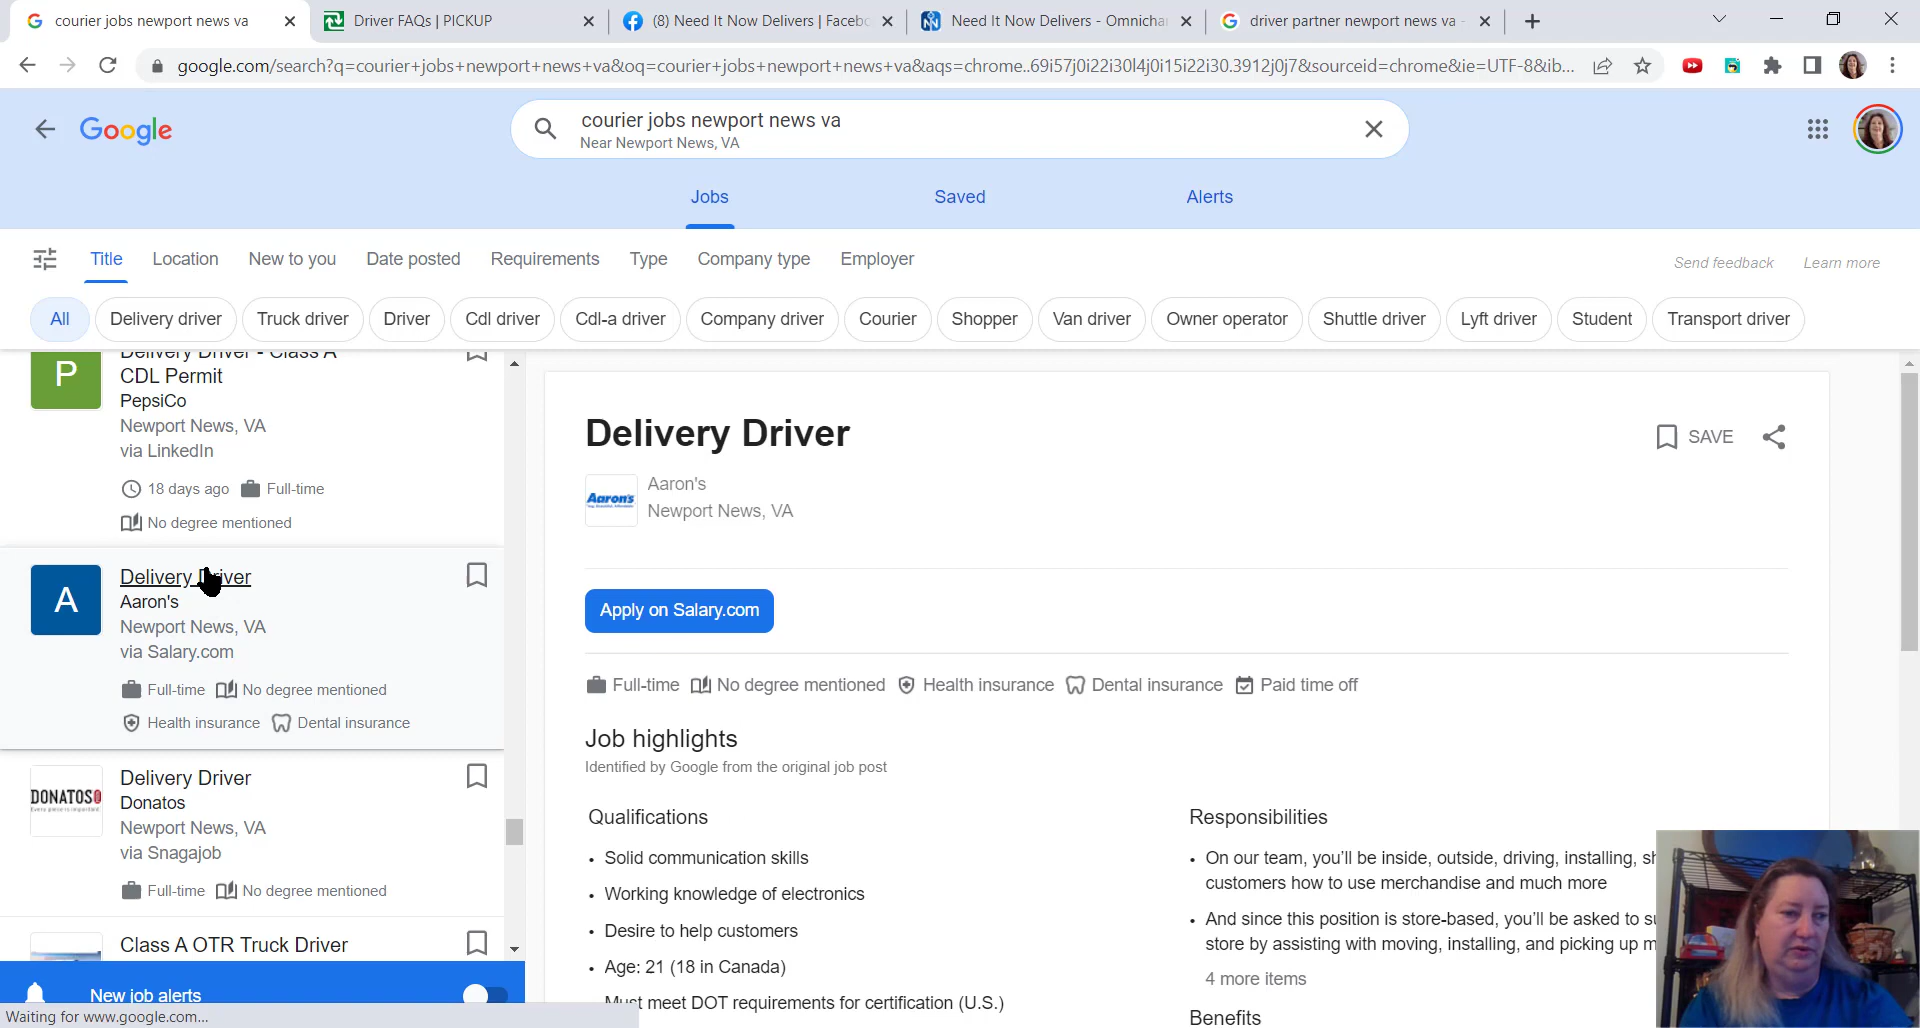 courier jobs newport news va
Driver FAQs | PICKUP
(8) Need It Now Delivers | Facebo
Need It Now Delivers - Omnichan
driver partner newport news va -
google.com/search?q=courier+jobs+newport+news+va&oq=courier+jobs+newport+news+va&aqs=chrome..69i57j0i22i30l4j0i15i22i30.3912j0j7&sourceid=chrome&ie=UTF-8&ib...
Google
courier jobs newport news va
Near Newport News, VA
Jobs
Saved
Alerts
Title
Location
New to you
Date posted
Requirements
Type
Company type
Employer
Send feedback
Learn more
All
Delivery driver
Truck driver
Driver
Cdl driver
Cdl-a driver
Company driver
Courier
Shopper
Van driver
Owner operator
Shuttle driver
Lyft driver
Student
Transport driver
P
Delivery Driver - Class A
CDL Permit
PepsiCo
Newport News, VA
via LinkedIn
18 days ago
Full-time
No degree mentioned
A
Delivery Driver
Aaron's
Newport News, VA
via Salary.com
Full-time
No degree mentioned
Health insurance
Dental insurance
DONATOS
Delivery Driver
Donatos
Newport News, VA
via Snagajob
Full-time
No degree mentioned
Class A OTR Truck Driver
New job alerts
Waiting for www.google.com...
Delivery Driver
SAVE
Aaron's
Aaron's
Newport News, VA
Apply on Salary.com
Full-time
No degree mentioned
Health insurance
Dental insurance
Paid time off
Job highlights
Identified by Google from the original job post
Qualifications
• Solid communication skills
• Working knowledge of electronics
• Desire to help customers
• Age: 21 (18 in Canada)
Must meet DOT requirements for certification (U.S.)
Responsibilities
• On our team, you'll be inside, outside, driving, installing, sh
customers how to use merchandise and much more
• And since this position is store-based, you'll be asked to su
store by assisting with moving, installing, and picking up m
4 more items
Benefits